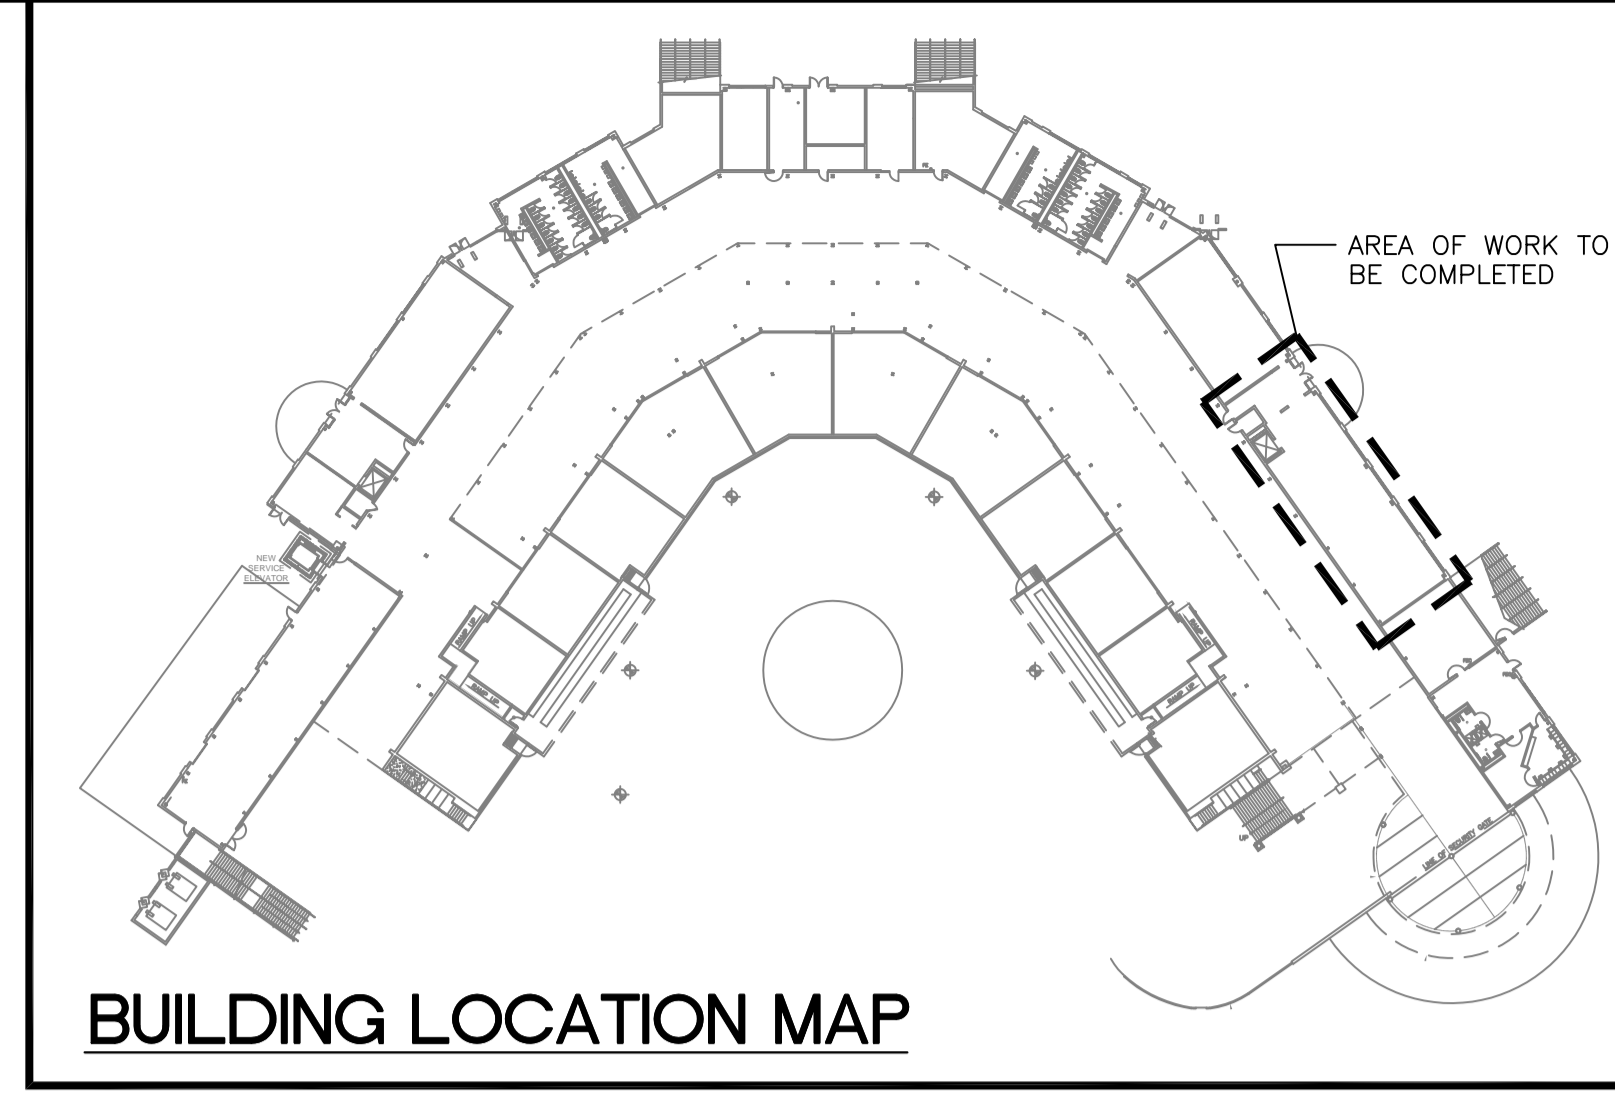 AREA OF WORK TO
BE COMPLETED
NEW
SERVICE
ELEVATOR
RAMP UP
RAMP UP
RAMP UP
RAMP UP
UP
LINE OF SECURITY GATE
BUILDING LOCATION MAP